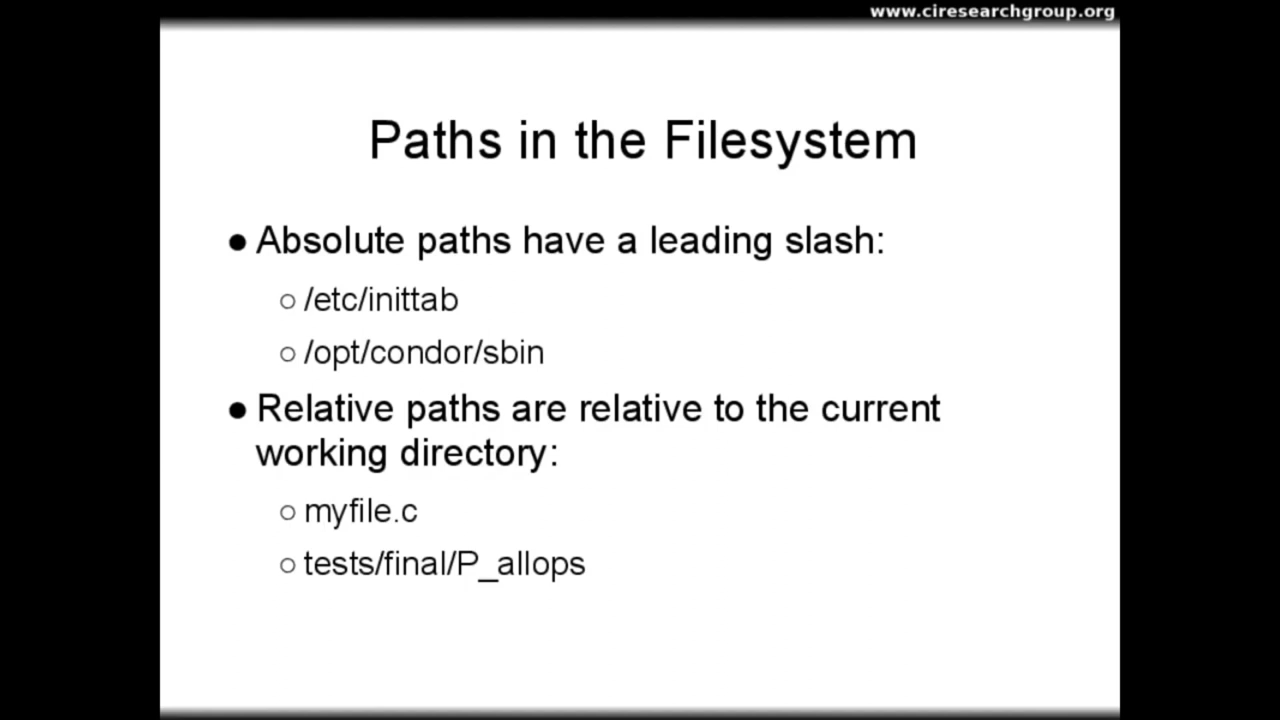 www.ciresearchgroup.org
Paths in the Filesystem
● Absolute paths have a leading slash:
○ /etc/inittab
○ /opt/condor/sbin
● Relative paths are relative to the current
working directory:
○ myfile.c
○ tests/final/P_allops